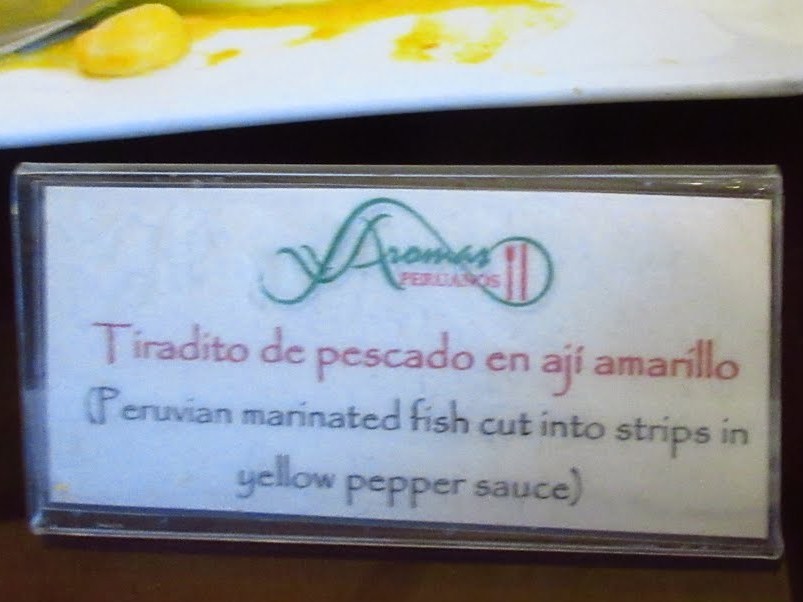 Aromas
PERUANOS
Tiradito de pescado en ají amarillo
(Peruvian marinated fish cut into strips in
yellow pepper sauce)